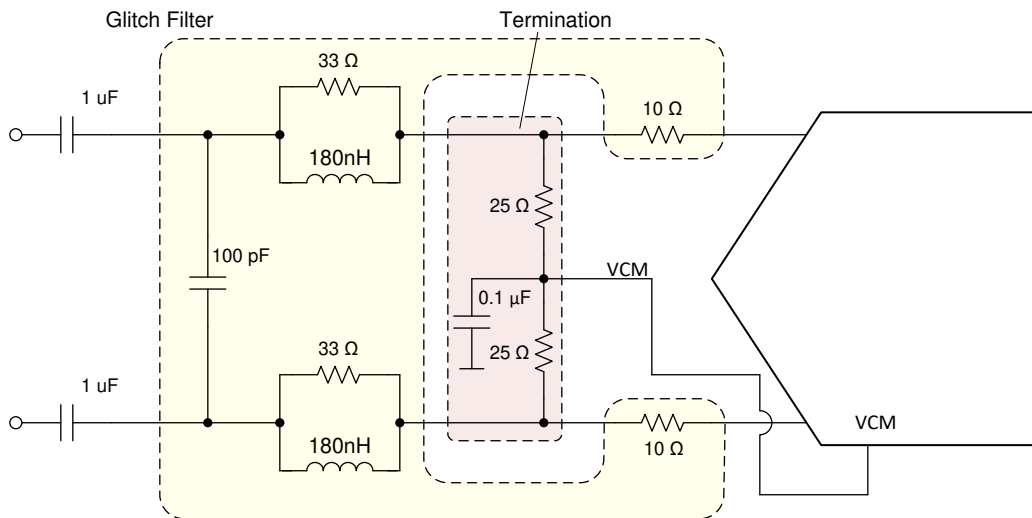 Glitch Filter
Termination
33 Ω
1 uF
10 Ω
180nH
25 Ω
100 pF
VCM
0.1 µF
33 Ω
25 Ω
1 uF
VCM
180nH
10 Ω